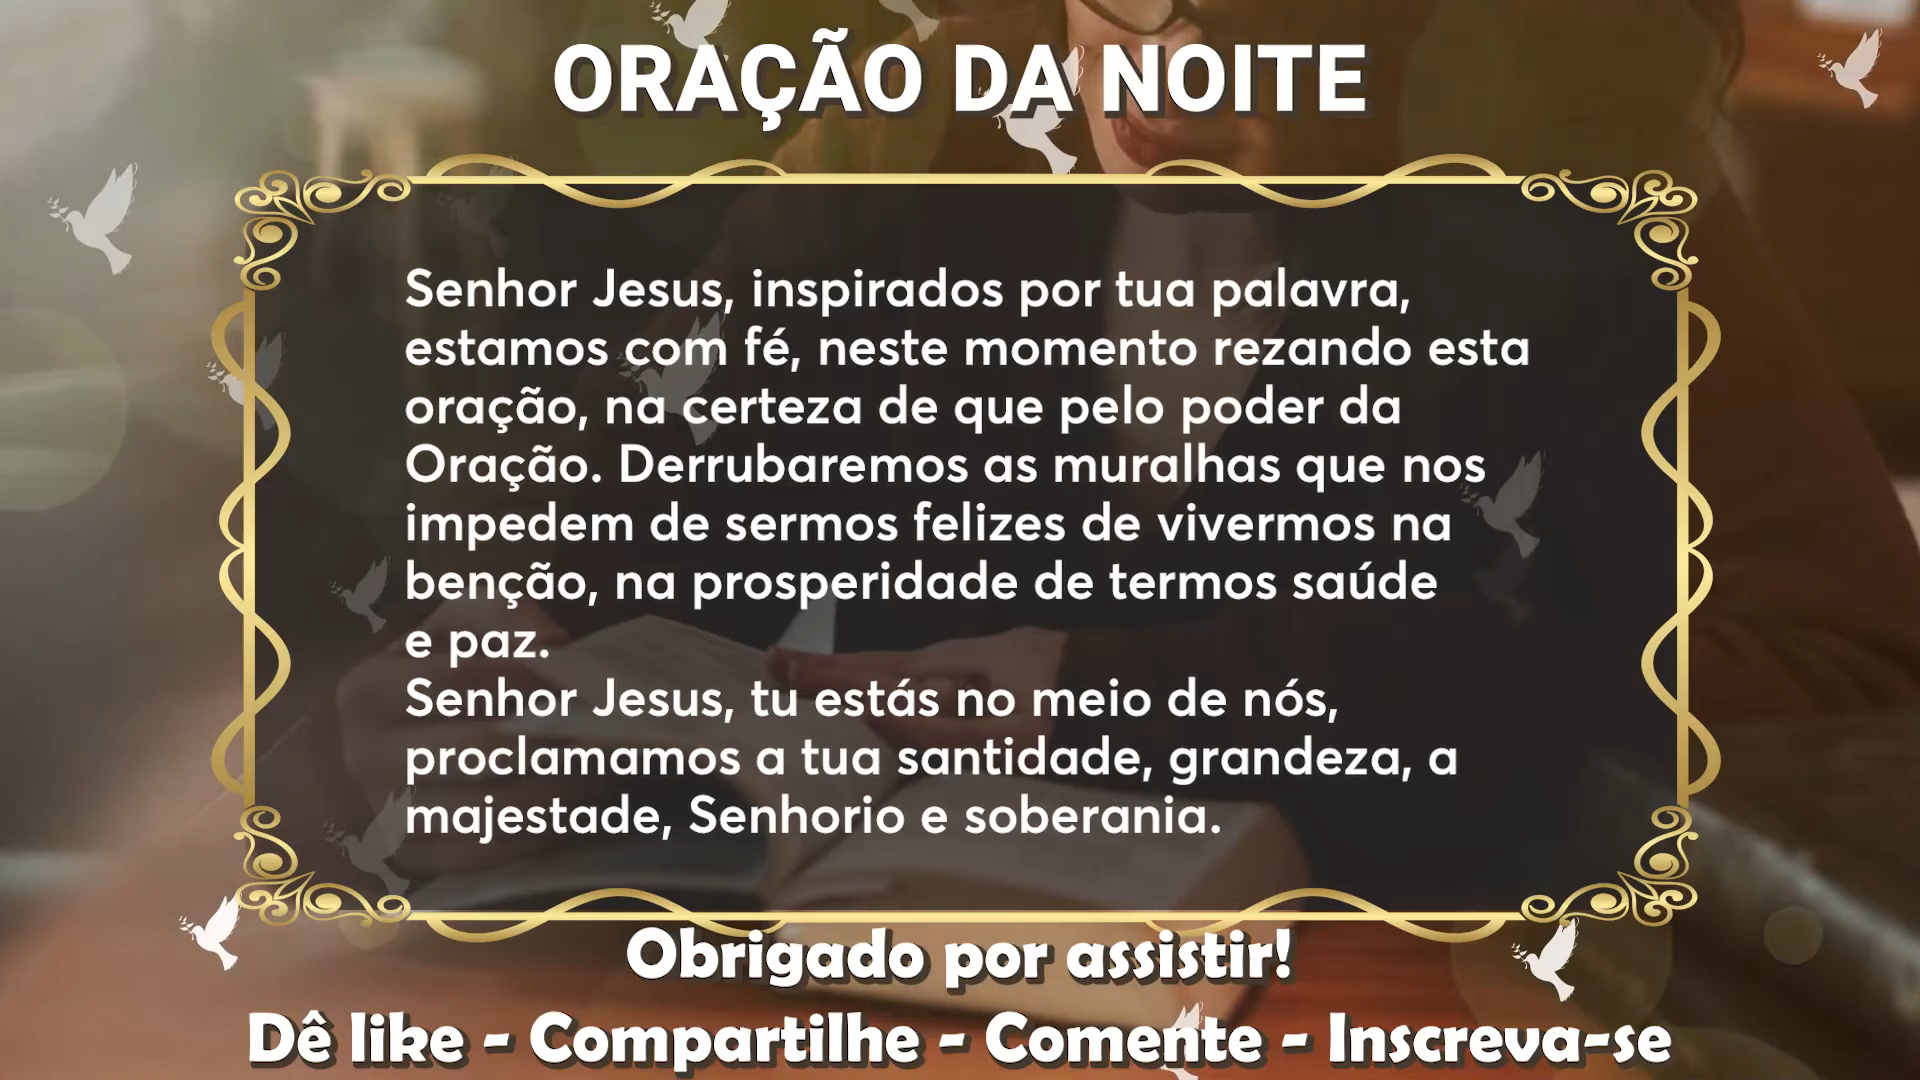 ORAÇÃO DA NOITE
Senhor Jesus, inspirados por tua palavra,
estamos com fé, neste momento rezando esta
oração, na certeza de que pelo poder da
Oração. Derrubaremos as muralhas que nos
impedem de sermos felizes de vivermos na
benção, na prosperidade de termos saúde
e paz.
Senhor Jesus, tu estás no meio de nós,
proclamamos a tua santidade, grandeza, a
majestade, Senhorio e soberania.
Obrigado por assistir!
Dê like - Compartilhe - Comente - Inscreva-se